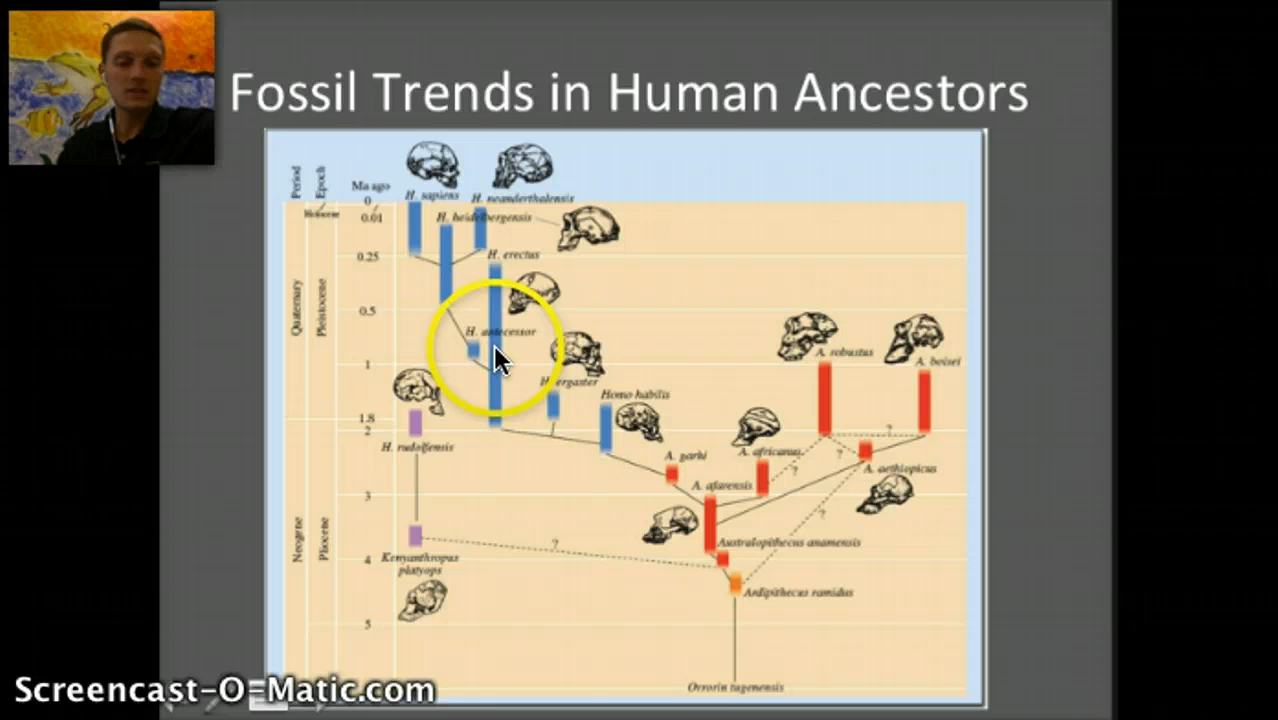 Fossil Trends in Human Ancestors
Period
Epoch
Ma ago
H. sapiens
H. neanderthalensis
0
Holocene
0.01
H. heidelbergensis
0.25
H. erectus
Quaternary
Pleistocene
0.5
H. antecessor
1
A. robustus
A. boisei
H. ergaster
Homo habilis
1.8
2
H. rudolfensis
?
A. garhi
A. africanus
?
?
A. aethiopicus
A. afarensis
3
?
Neogene
Pliocene
Australopithecus anamensis
?
4
Kenyanthropus
platyops
Ardipithecus ramidus
5
Orrorin tugenensis
Screencast-O-Matic.com